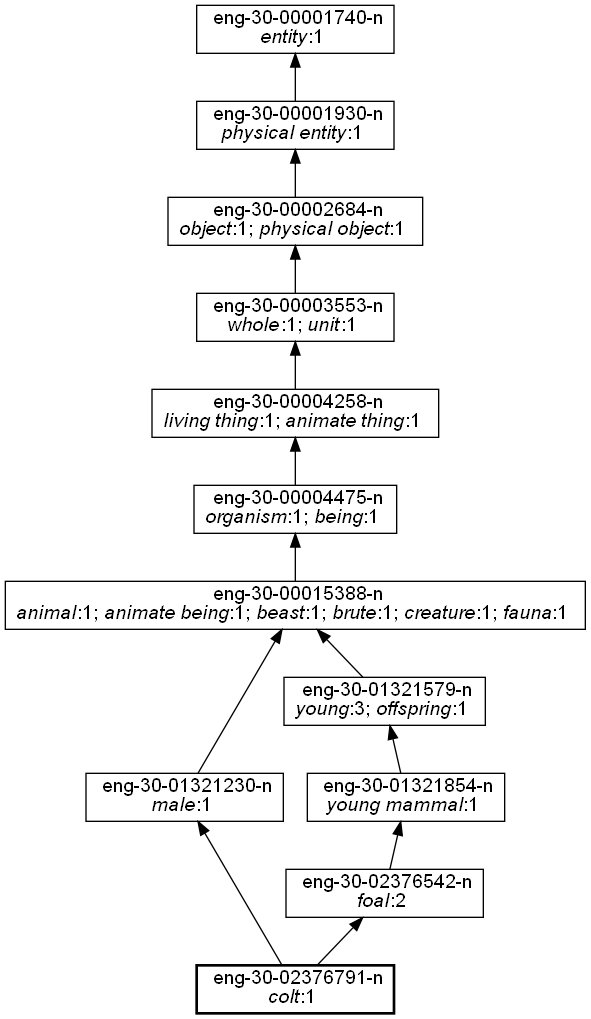 eng-30-00001740-n
entity:1
eng-30-00001930-n
physical entity:1
eng-30-00002684-n
object:1; physical object:1
eng-30-00003553-n
whole:1; unit:1
eng-30-00004258-n
living thing:1; animate thing:1
eng-30-00004475-n
organism:1; being:1
eng-30-00015388-n
animal:1; animate being:1; beast:1; brute:1; creature:1; fauna:1
eng-30-01321579-n
young:3; offspring:1
eng-30-01321230-n
male:1
eng-30-01321854-n
young mammal:1
eng-30-02376542-n
foal:2
eng-30-02376791-n
colt:1